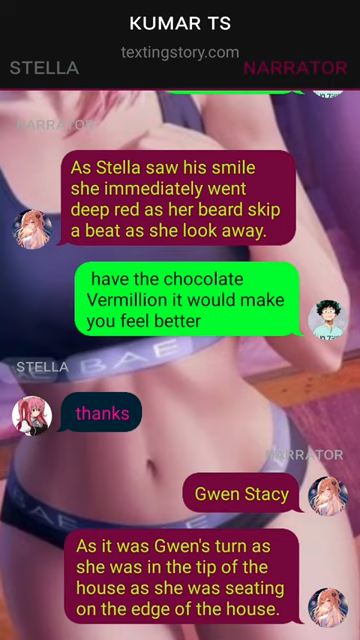 KUMAR TS
textingstory.com
STELLA
NARRATOR
NARRATOR
As Stella saw his smile
she immediately went
deep red as her beard skip
a beat as she look away.
have the chocolate
Vermillion it would make
you feel better
STELLA
thanks
NARRATOR
Gwen Stacy
As it was Gwen's turn as
she was in the tip of the
house as she was seating
on the edge of the house.